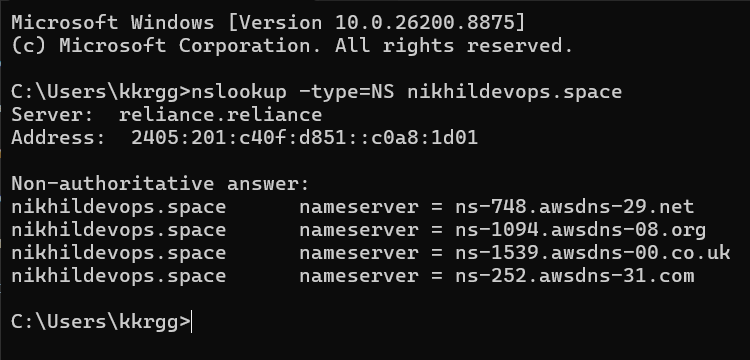 Microsoft Windows [Version 10.0.26200.8875]
(c) Microsoft Corporation. All rights reserved.
C:\Users\kkrgg>nslookup -type=NS nikhildevops.space
Server:  reliance.reliance
Address:  2405:201:c40f:d851::c0a8:1d01
Non-authoritative answer:
nikhildevops.space      nameserver = ns-748.awsdns-29.net
nikhildevops.space      nameserver = ns-1094.awsdns-08.org
nikhildevops.space      nameserver = ns-1539.awsdns-00.co.uk
nikhildevops.space      nameserver = ns-252.awsdns-31.com
C:\Users\kkrgg>